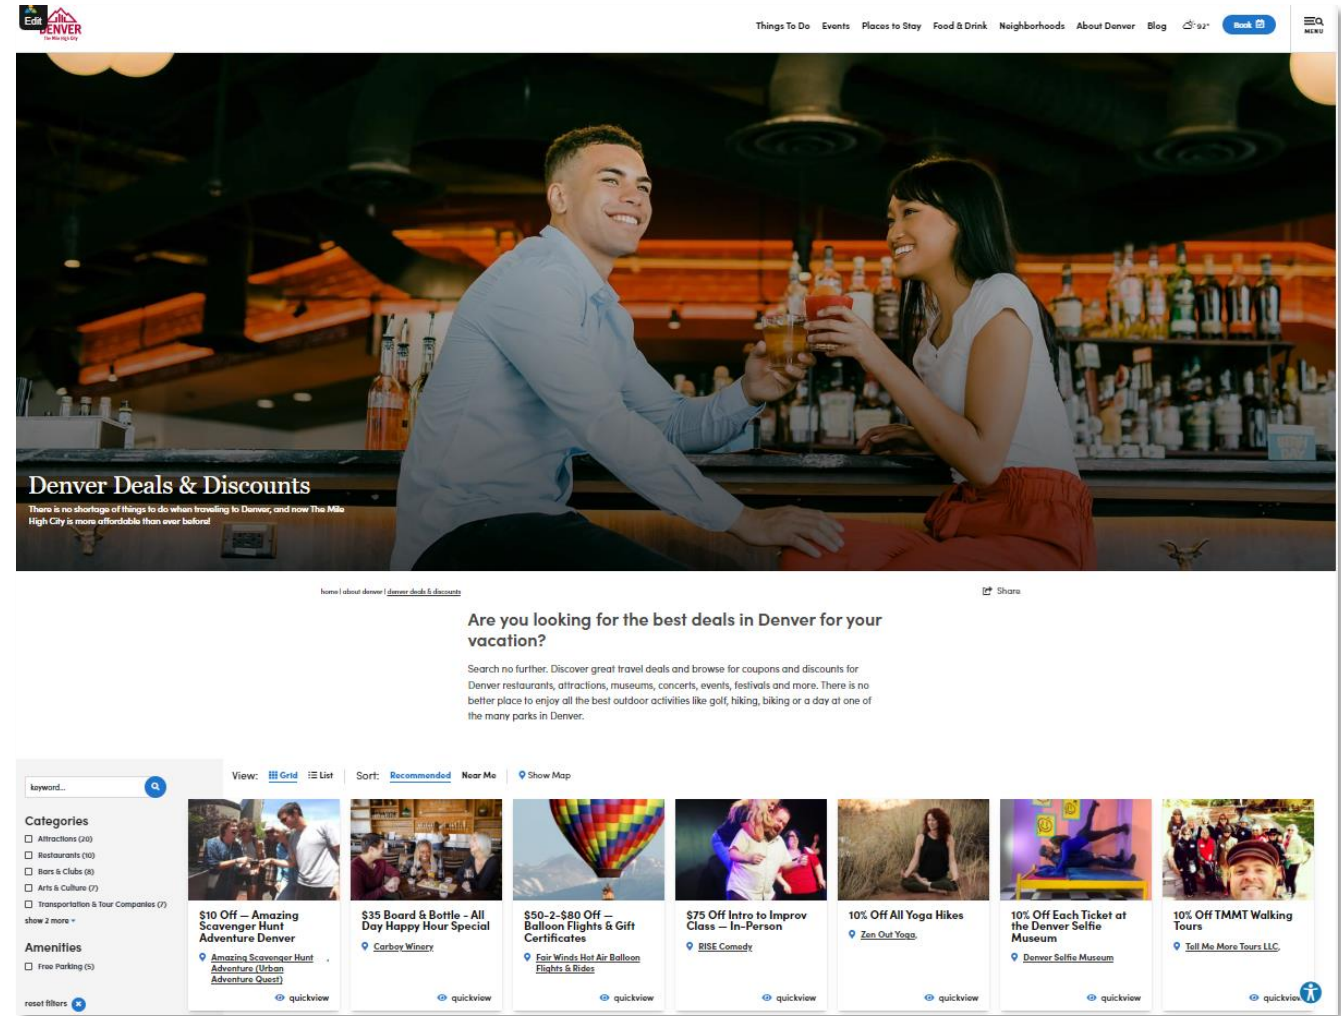 Edit
DENVER
The Mile High City
Things To Do Events Places to Stay Food & Drink Neighborhoods About Denver Blog 92° Book
MENU
Denver Deals & Discounts
There is no shortage of things to do when traveling to Denver, and now The Mile
High City is more affordable than ever before!
home | about denver | denver deals & discounts
Share
Are you looking for the best deals in Denver for your
vacation?
Search no further. Discover great travel deals and browse for coupons and discounts for
Denver restaurants, attractions, museums, concerts, events, festivals and more. There is no
better place to enjoy all the best outdoor activities like golf, hiking, biking or a day at one of
the many parks in Denver.
View: Grid List Sort: Recommended Near Me Show Map
keyword...
Categories
Attractions (20)
Restaurants (10)
Bars & Clubs (8)
Arts & Culture (7)
Transportation & Tour Companies (7)
show 2 more
Amenities
Free Parking (5)
reset filters
$10 Off — Amazing
Scavenger Hunt
Adventure Denver
Amazing Scavenger Hunt ,
Adventure (Urban
Adventure Quest)
quickview
$35 Board & Bottle - All
Day Happy Hour Special
Carboy Winery
quickview
$50-2-$80 Off —
Balloon Flights & Gift
Certificates
Fair Winds Hot Air Balloon
Flights & Rides
quickview
$75 Off Intro to Improv
Class — In-Person
RISE Comedy
quickview
10% Off All Yoga Hikes
Zen Out Yoga,
quickview
10% Off Each Ticket at
the Denver Selfie
Museum
Denver Selfie Museum
quickview
10% Off TMMT Walking
Tours
Tell Me More Tours LLC,
quickview